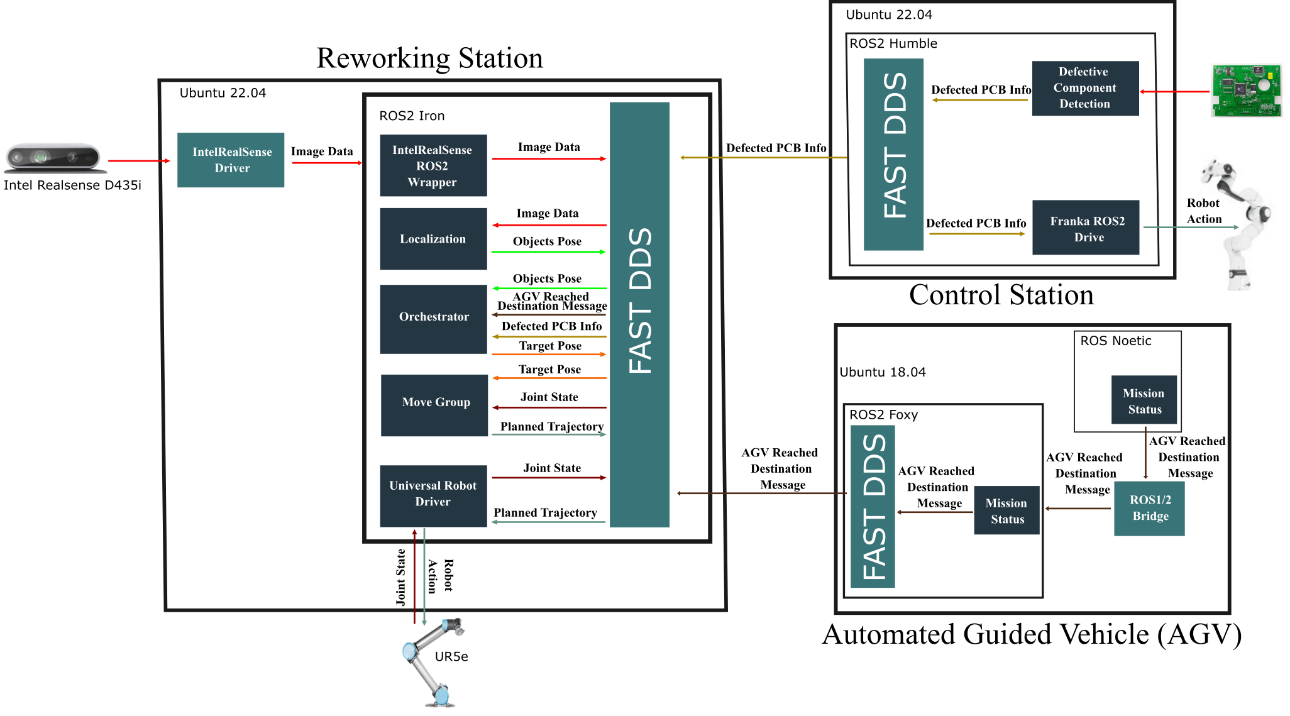 Reworking Station
Ubuntu 22.04
ROS2 Iron
Intel Realsense D435i
IntelRealSense
Driver
Image Data
IntelRealSense
ROS2
Wrapper
Image Data
Localization
Image Data
Objects Pose
Orchestrator
Objects Pose
AGV Reached
Destination Message
Defected PCB Info
Target Pose
Move Group
Target Pose
Joint State
Planned Trajectory
Universal Robot
Driver
Joint State
Planned Trajectory
FAST DDS
Joint State
Robot
Action
UR5e
Defected PCB Info
AGV Reached
Destination
Message
Ubuntu 22.04
ROS2 Humble
FAST DDS
Defected PCB Info
Defective
Component
Detection
Defected PCB Info
Franka ROS2
Drive
Robot
Action
Control Station
ROS Noetic
Ubuntu 18.04
Mission
Status
ROS2 Foxy
FAST DDS
AGV Reached
Destination
Message
AGV Reached
Destination
Message
AGV Reached
Destination
Message
Mission
Status
ROS1/2
Bridge
Automated Guided Vehicle (AGV)